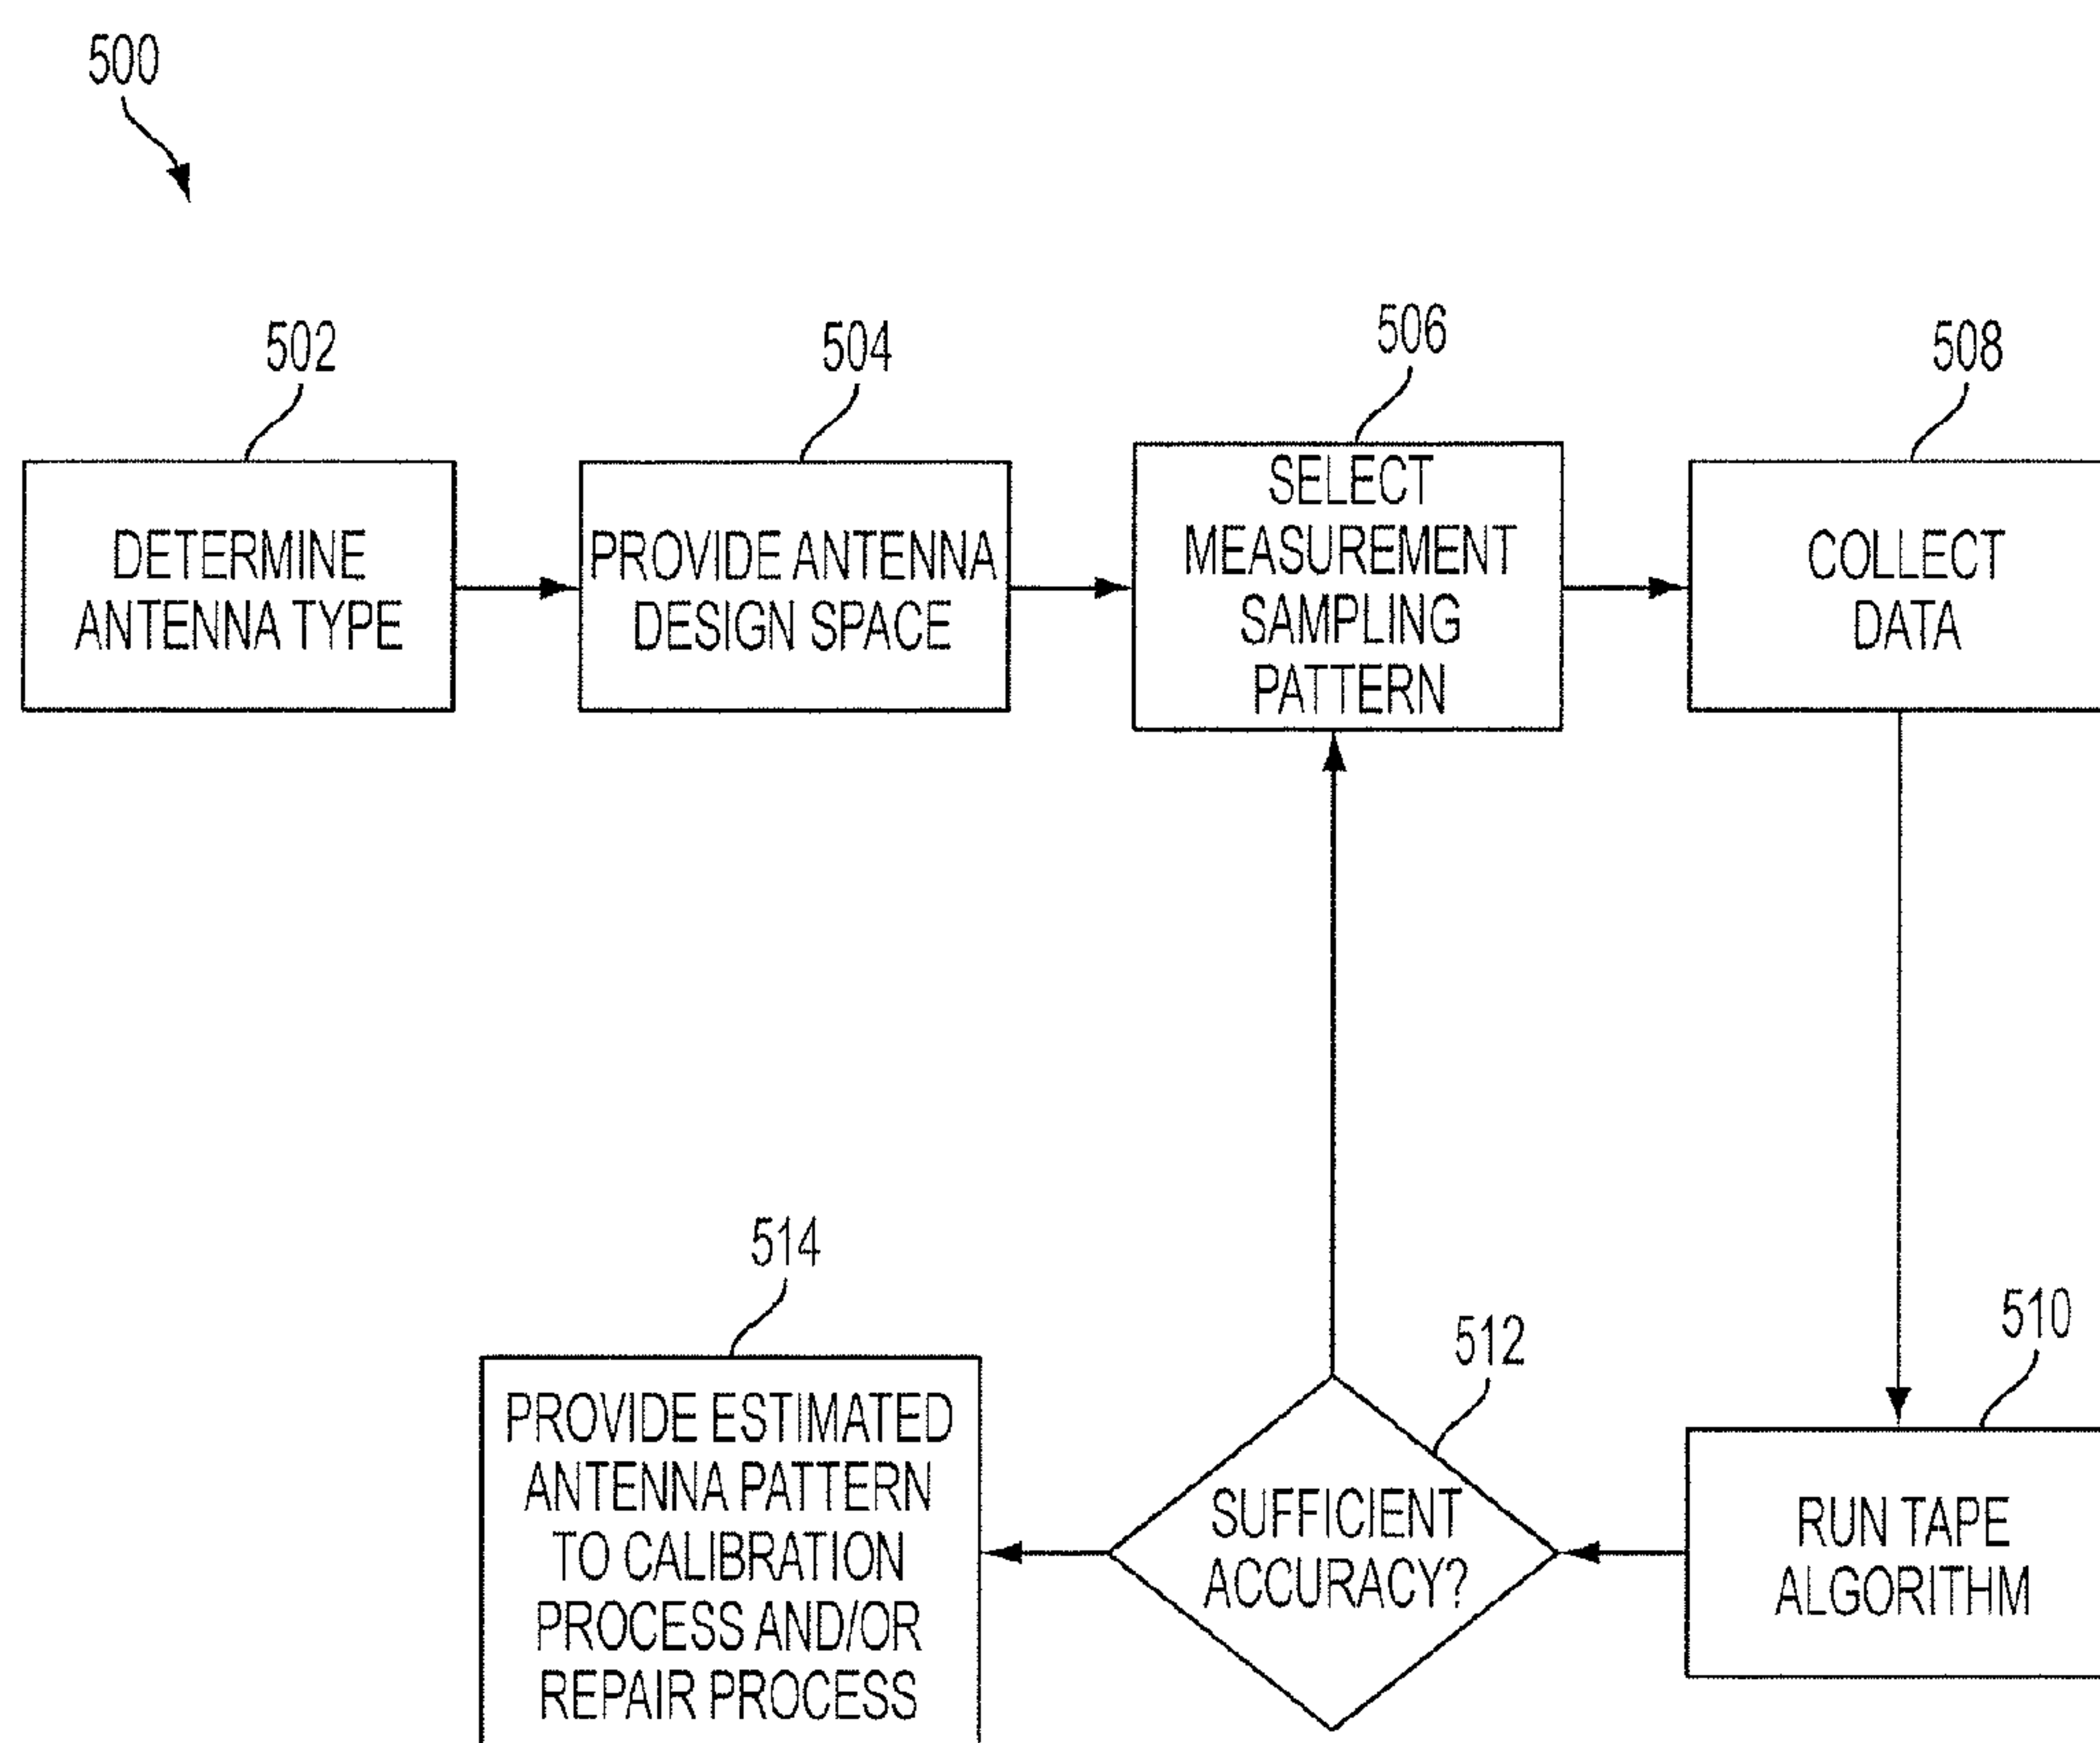 500
502
DETERMINE
ANTENNA TYPE
504
PROVIDE ANTENNA
DESIGN SPACE
506
SELECT
MEASUREMENT
SAMPLING
PATTERN
508
COLLECT
DATA
510
RUN TAPE
ALGORITHM
512
SUFFICIENT
ACCURACY?
514
PROVIDE ESTIMATED
ANTENNA PATTERN
TO CALIBRATION
PROCESS AND/OR
REPAIR PROCESS